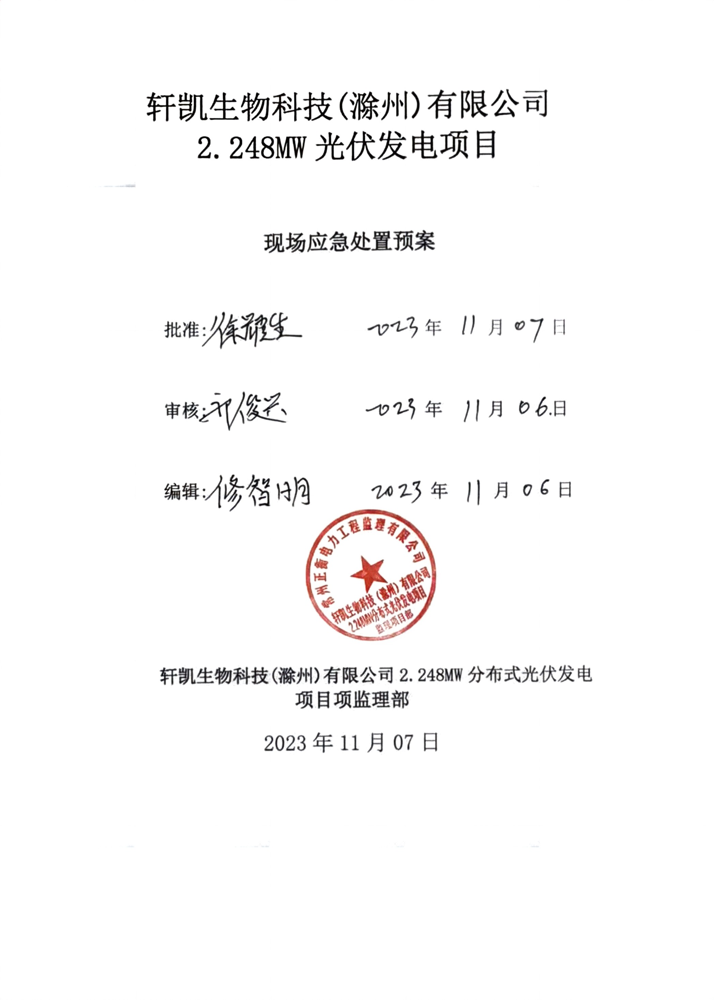 轩凯生物科技(滁州)有限公司
2.248MW 光伏发电项目
现场应急处置预案
批准:徐耀生 2023 年 11 月 07 日
审核:邓俊兴 2023 年 11 月 06.日
编辑:修智明 2023 年 11 月 06 日
常州正衡电力工程监理有限公司
轩凯生物科技（滁州）有限公司
2.248MW分布式光伏发电项目
监理项目部
轩凯生物科技(滁州)有限公司 2.248MW 分布式光伏发电
项目项监理部
2023 年 11 月 07 日